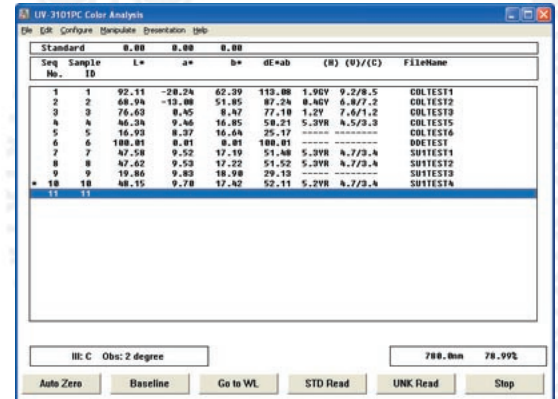 UV-3101PC Color Analysis
File Edit Configure Manipulate Presentation Help
Standard 0.00 0.00 0.00
Seq No. Sample ID L* a* b* dE*ab (H) (V)/(C) FileName
1 1 92.11 -20.24 62.39 113.08 1.9GY 9.2/8.5 COLTEST1
2 2 68.94 -13.08 51.85 87.24 0.4GY 6.8/7.2 COLTEST2
3 3 76.63 0.45 8.47 77.10 1.2Y 7.6/1.2 COLTEST3
4 4 46.34 9.46 16.85 50.21 5.3YR 4.5/3.3 COLTEST5
5 5 16.93 8.37 16.64 25.17 ----- -------- COLTEST6
6 6 100.01 0.01 0.01 100.01 ----- -------- DDETEST
7 7 47.58 9.52 17.19 51.48 5.3YR 4.7/3.4 SU1TEST1
8 8 47.62 9.53 17.22 51.52 5.3YR 4.7/3.4 SU1TEST2
9 9 19.86 9.83 18.90 29.13 ----- -------- SU1TEST3
* 10 10 48.15 9.70 17.42 52.11 5.2YR 4.7/3.4 SU1TEST4
11 11
Ill: C Obs: 2 degree 780.0nm 78.99%
Auto Zero Baseline Go to WL STD Read UNK Read Stop